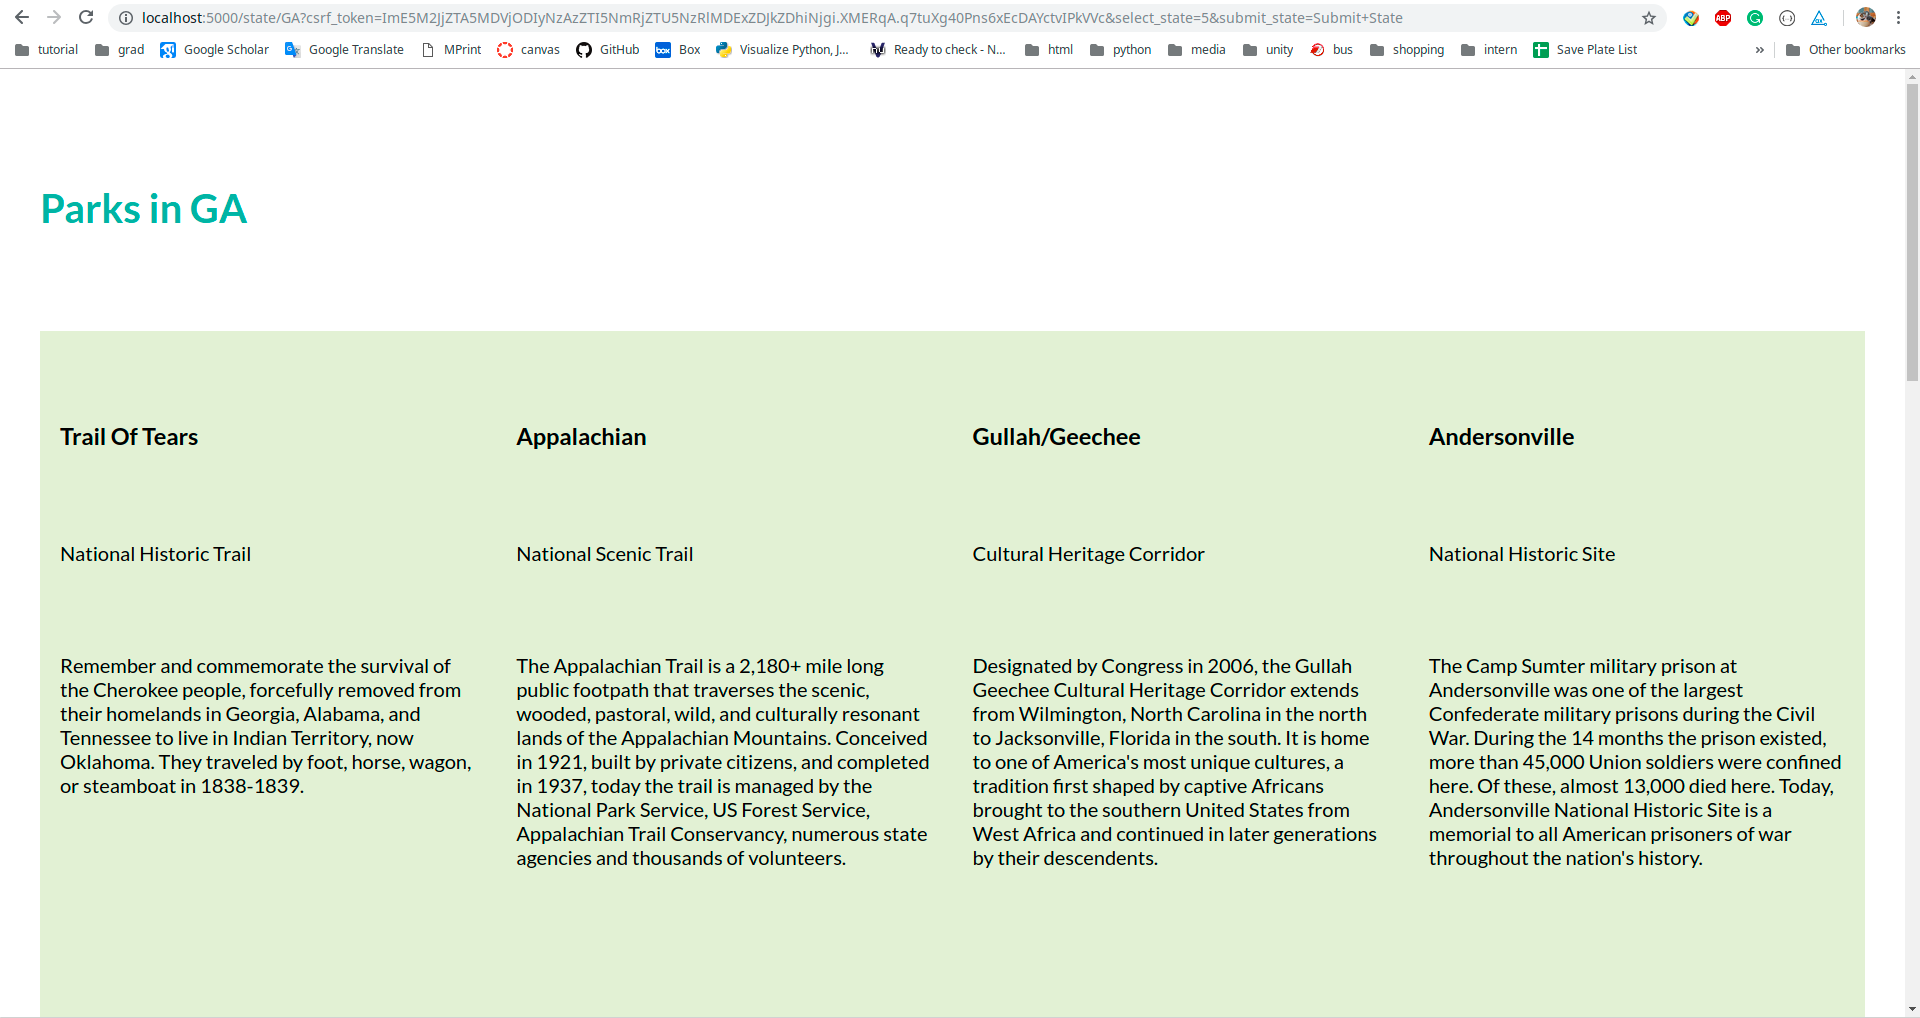 localhost:5000/state/GA?csrf_token=ImE5M2JjZTA5MDVjODIyNzAzZTI5NmRjZTU5NzRlMDExZDJkZDhiNjgi.XMERqA.q7tuXg40Pns6xEcDAYctvIPkVVc&select_state=5&submit_state=Submit+State
ABP
tutorial grad Google Scholar Google Translate MPrint canvas GitHub box Box Visualize Python, J... Ready to check - N... html python media unity bus shopping intern Save Plate List » Other bookmarks
Parks in GA
Trail Of Tears
National Historic Trail
Remember and commemorate the survival of
the Cherokee people, forcefully removed from
their homelands in Georgia, Alabama, and
Tennessee to live in Indian Territory, now
Oklahoma. They traveled by foot, horse, wagon,
or steamboat in 1838-1839.
Appalachian
National Scenic Trail
The Appalachian Trail is a 2,180+ mile long
public footpath that traverses the scenic,
wooded, pastoral, wild, and culturally resonant
lands of the Appalachian Mountains. Conceived
in 1921, built by private citizens, and completed
in 1937, today the trail is managed by the
National Park Service, US Forest Service,
Appalachian Trail Conservancy, numerous state
agencies and thousands of volunteers.
Gullah/Geechee
Cultural Heritage Corridor
Designated by Congress in 2006, the Gullah
Geechee Cultural Heritage Corridor extends
from Wilmington, North Carolina in the north
to Jacksonville, Florida in the south. It is home
to one of America's most unique cultures, a
tradition first shaped by captive Africans
brought to the southern United States from
West Africa and continued in later generations
by their descendents.
Andersonville
National Historic Site
The Camp Sumter military prison at
Andersonville was one of the largest
Confederate military prisons during the Civil
War. During the 14 months the prison existed,
more than 45,000 Union soldiers were confined
here. Of these, almost 13,000 died here. Today,
Andersonville National Historic Site is a
memorial to all American prisoners of war
throughout the nation's history.